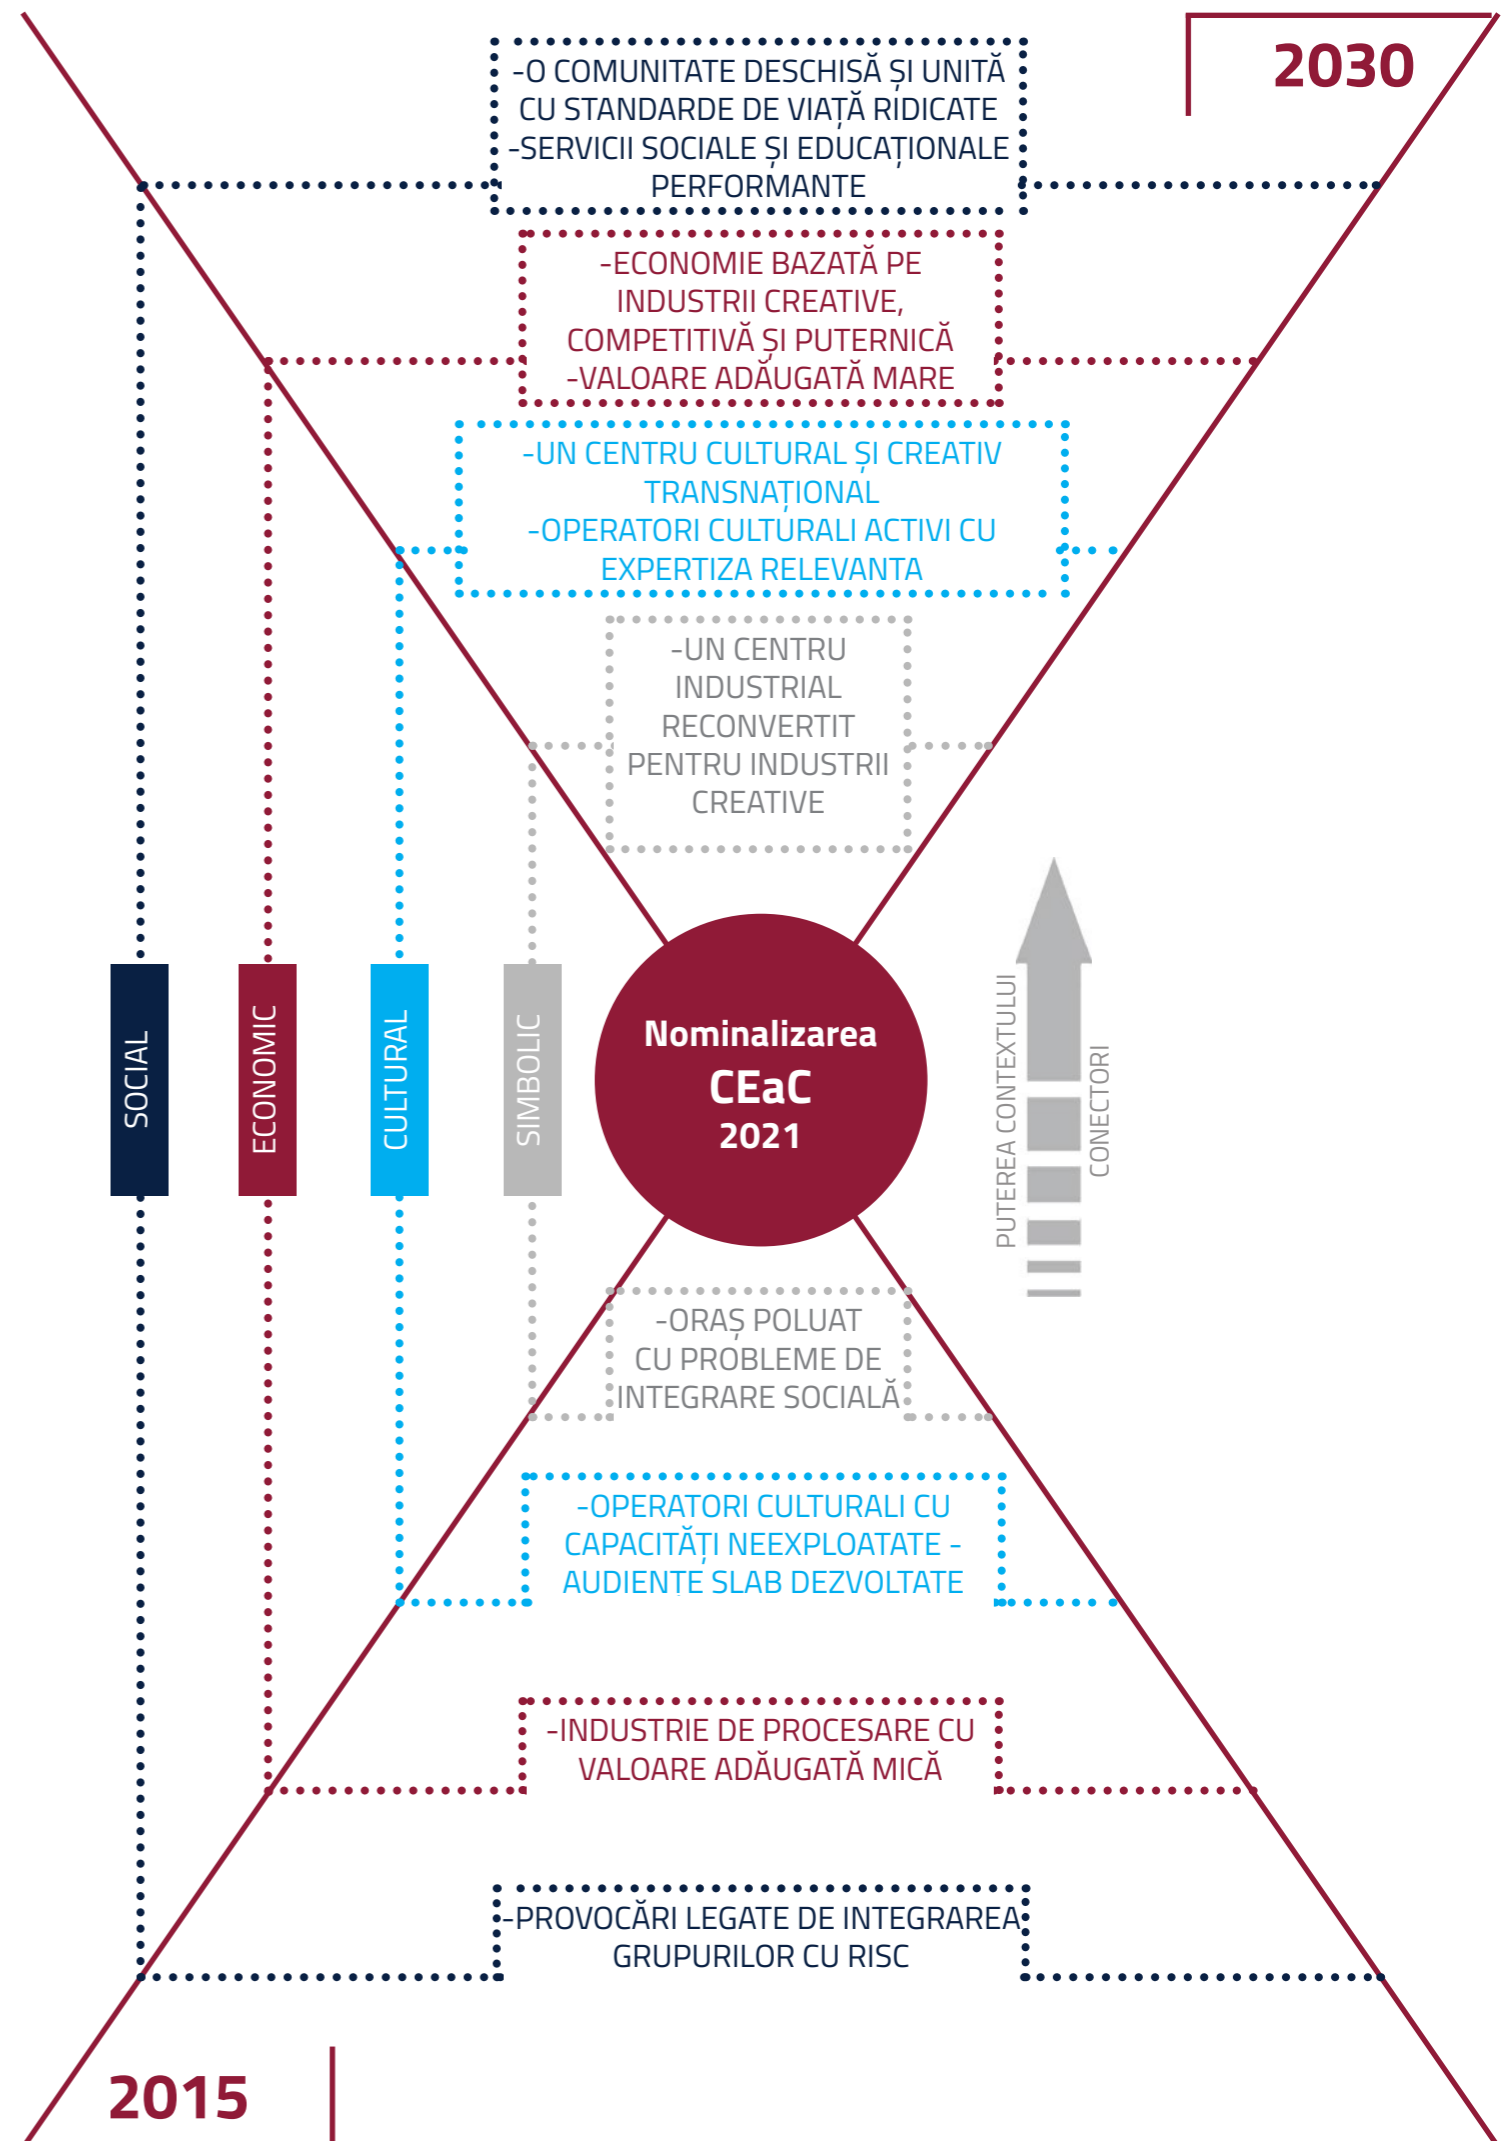 2030
-O COMUNITATE DESCHISĂ ȘI UNITĂ
CU STANDARDE DE VIAȚĂ RIDICATE
-SERVICII SOCIALE ȘI EDUCAȚIONALE
PERFORMANTE
-ECONOMIE BAZATĂ PE
INDUSTRII CREATIVE,
COMPETITIVĂ ȘI PUTERNICĂ
-VALOARE ADĂUGATĂ MARE
-UN CENTRU CULTURAL ȘI CREATIV
TRANSNAȚIONAL
-OPERATORI CULTURALI ACTIVI CU
EXPERTIZA RELEVANTA
-UN CENTRU
INDUSTRIAL
RECONVERTIT
PENTRU INDUSTRII
CREATIVE
SOCIAL
ECONOMIC
CULTURAL
SIMBOLIC
Nominalizarea
CEaC
2021
PUTEREA CONTEXTULUI
CONECTORI
-ORAȘ POLUAT
CU PROBLEME DE
INTEGRARE SOCIALĂ
-OPERATORI CULTURALI CU
CAPACITĂȚI NEEXPLOATATE -
AUDIENȚE SLAB DEZVOLTATE
-INDUSTRIE DE PROCESARE CU
VALOARE ADĂUGATĂ MICĂ
-PROVOCĂRI LEGATE DE INTEGRAREA
GRUPURILOR CU RISC
2015